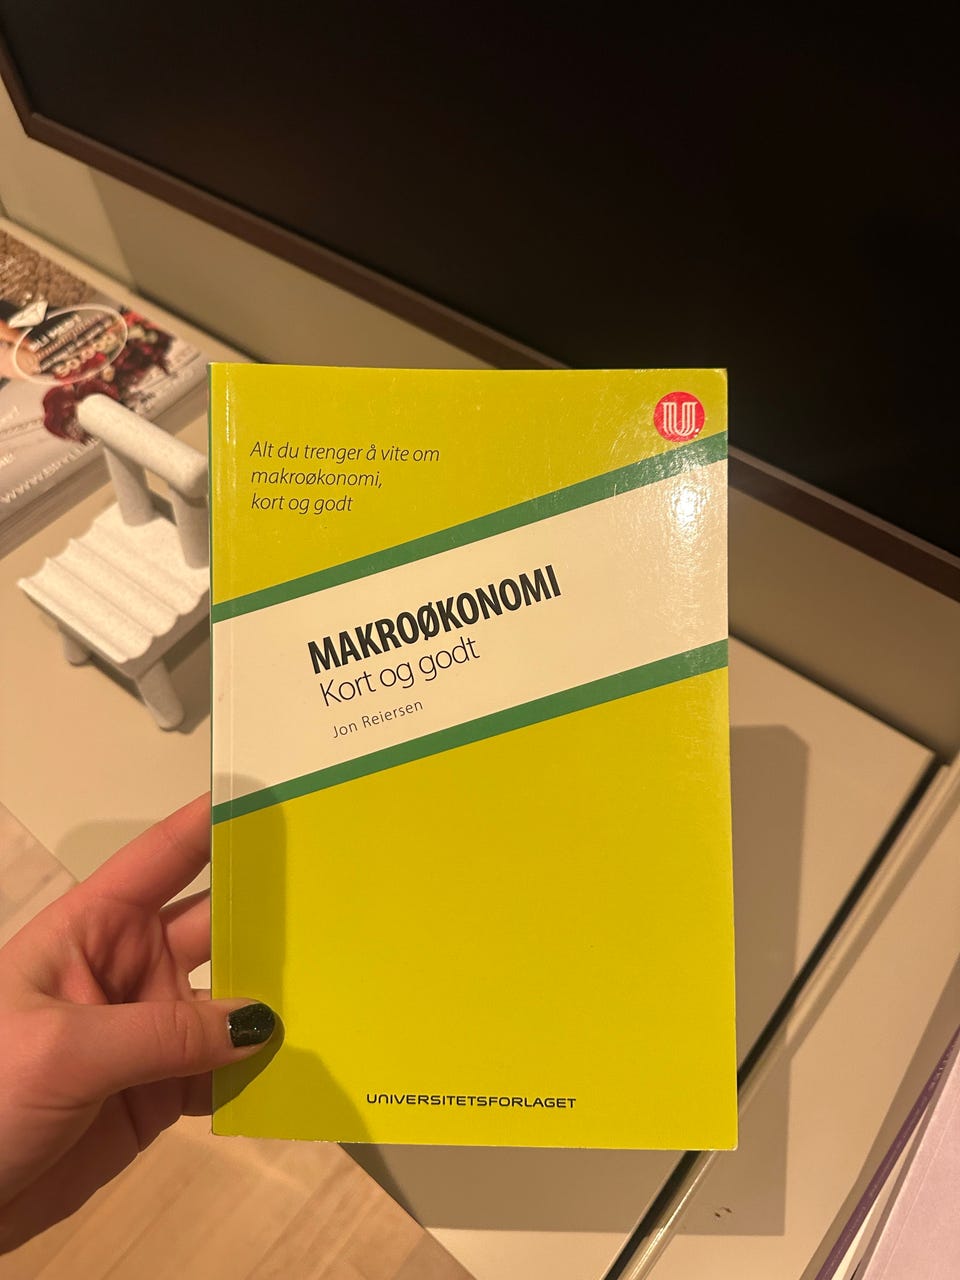 Alt du trenger å vite om
makroøkonomi,
kort og godt
U.
MAKROØKONOMI
Kort og godt
Jon Reiersen
UNIVERSITETSFORLAGET